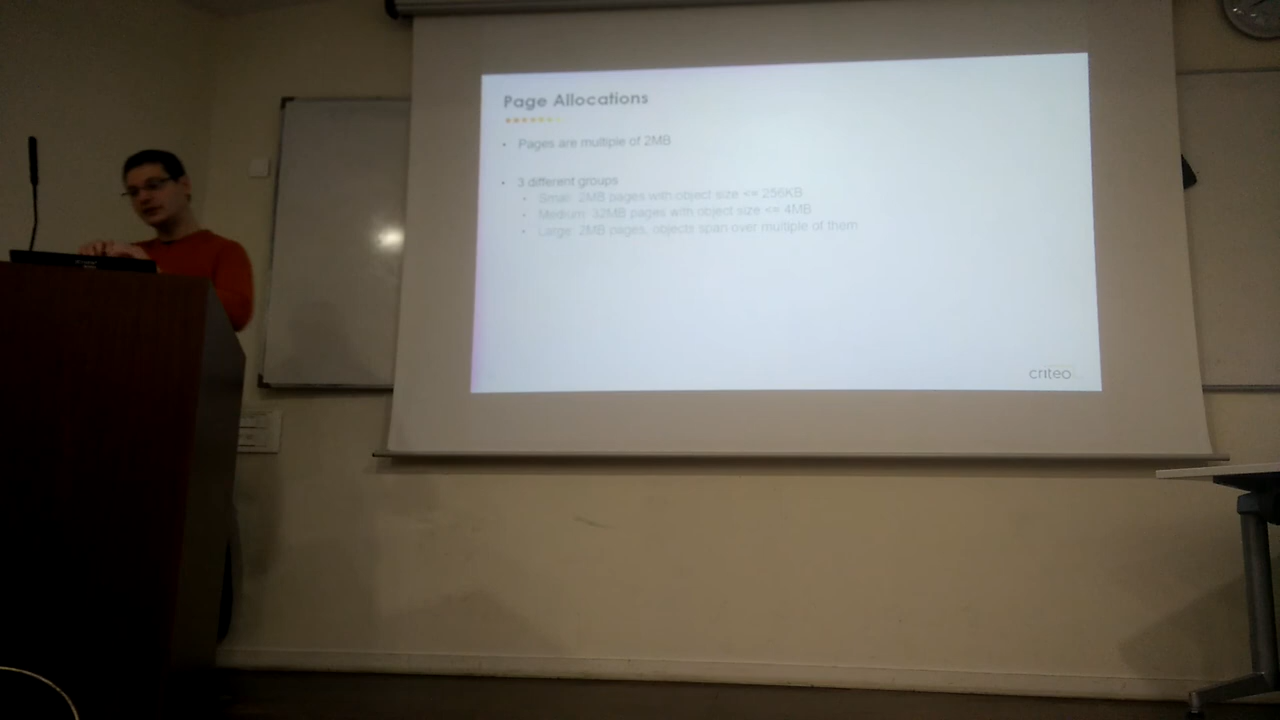 Page Allocations
• Pages are multiple of 2MB
• 3 different groups
• Small: 2MB pages with object size <= 256KB
• Medium: 32MB pages with object size <= 4MB
• Large: 2MB pages, objects span over multiple of them
criteo